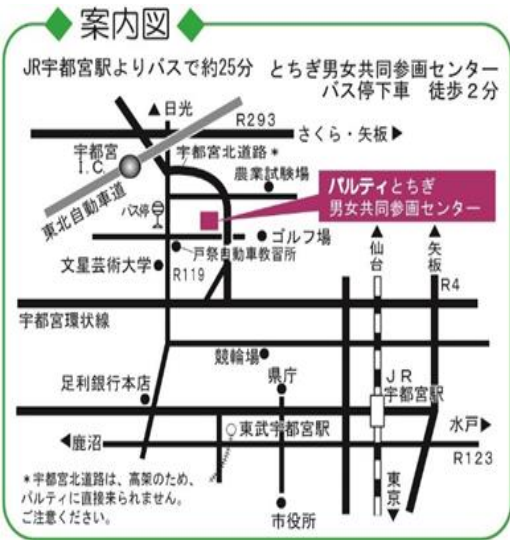 案内図
JR宇都宮駅よりバスで約25分 とちぎ男女共同参画センター
バス停下車 徒歩2分
▲日光
R293
さくら・矢板▶
宇都宮
I.C.
宇都宮北道路*
農業試験場
東北自動車道
バス停
パルティとちぎ
男女共同参画センター
ゴルフ場
戸祭自動車教習所
文星芸術大学
R119
▲仙台
▲矢板
R4
宇都宮環状線
競輪場
県庁
足利銀行本店
JR
宇都宮駅
東武宇都宮駅
水戸▶
◀鹿沼
R123
*宇都宮北道路は、高架のため、
パルティに直接来られません。
ご注意ください。
市役所
東京▼